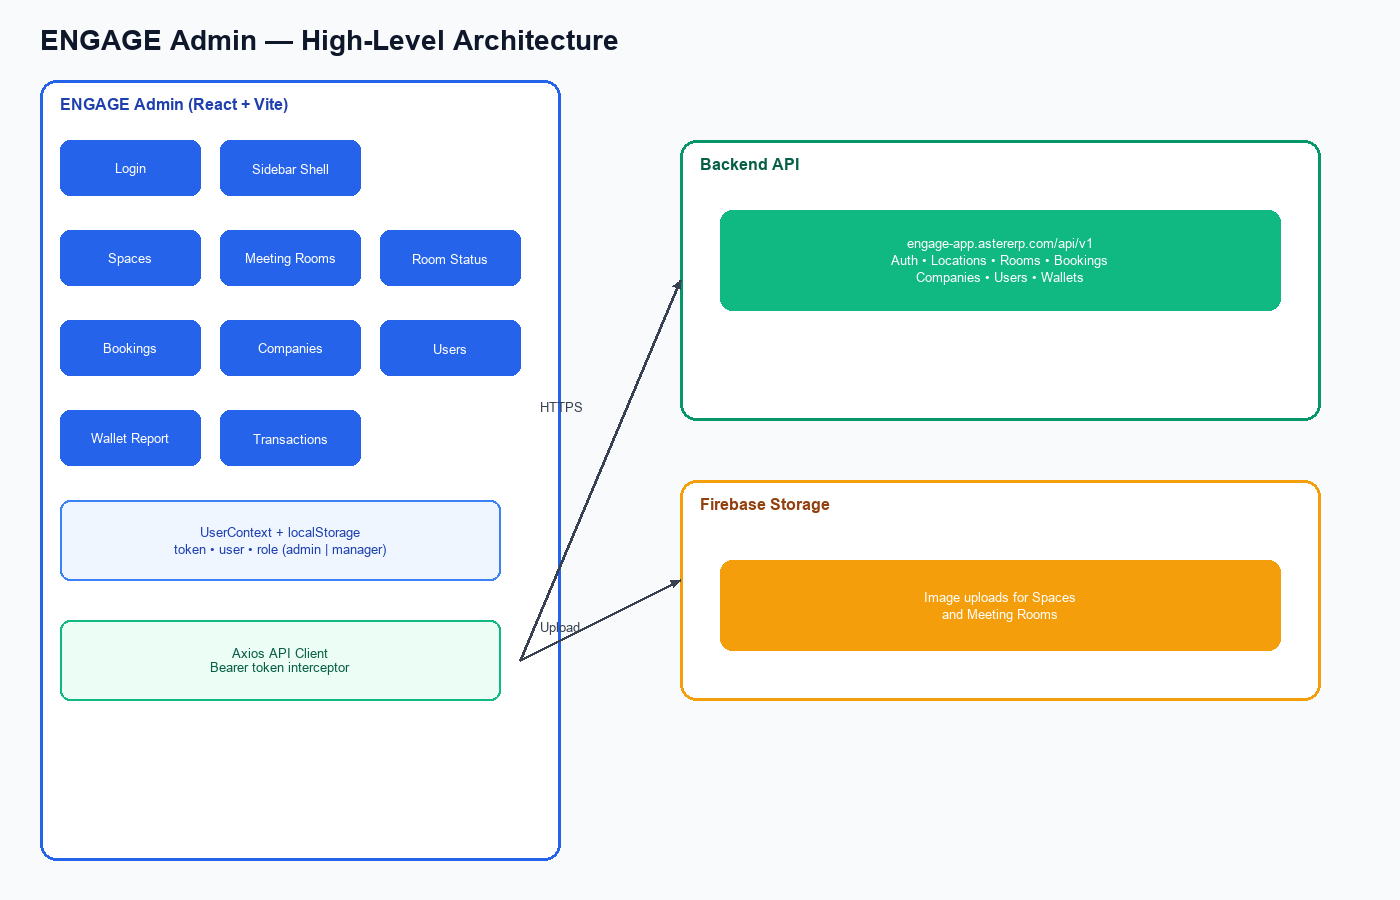 ENGAGE Admin — High-Level Architecture
ENGAGE Admin (React + Vite)
Login
Sidebar Shell
Spaces
Meeting Rooms
Room Status
Bookings
Companies
Users
Wallet Report
Transactions
UserContext + localStorage
token • user • role (admin | manager)
Axios API Client
Bearer token interceptor
HTTPS
Upload
Backend API
engage-app.astererp.com/api/v1
Auth • Locations • Rooms • Bookings
Companies • Users • Wallets
Firebase Storage
Image uploads for Spaces
and Meeting Rooms